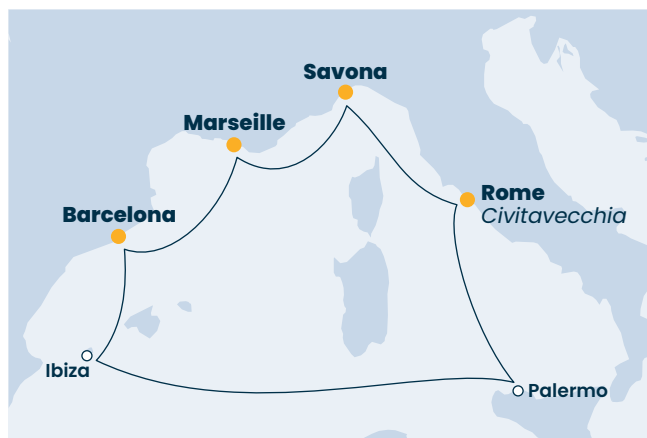 Savona
Marseille
Rome
Civitavecchia
Barcelona
Ibiza
Palermo